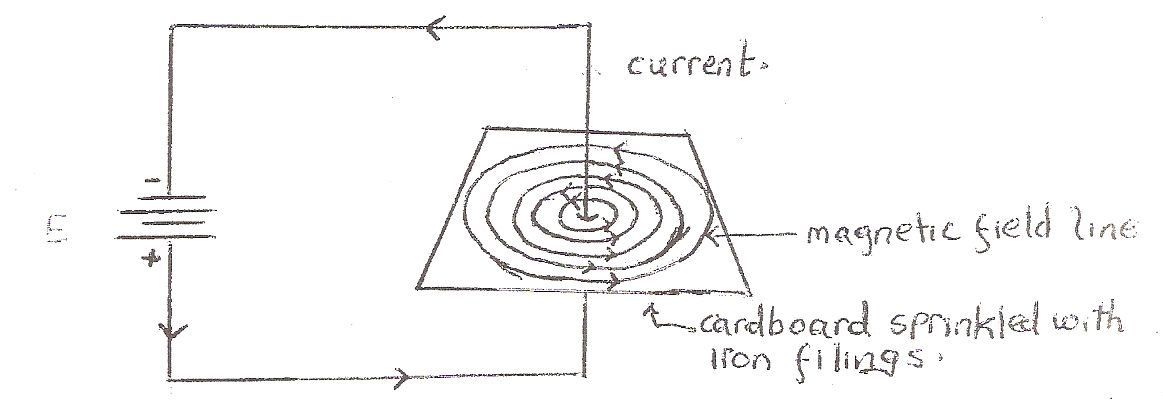 current.
-
E
+
magnetic field line
cardboard sprinkled with
iron filings.